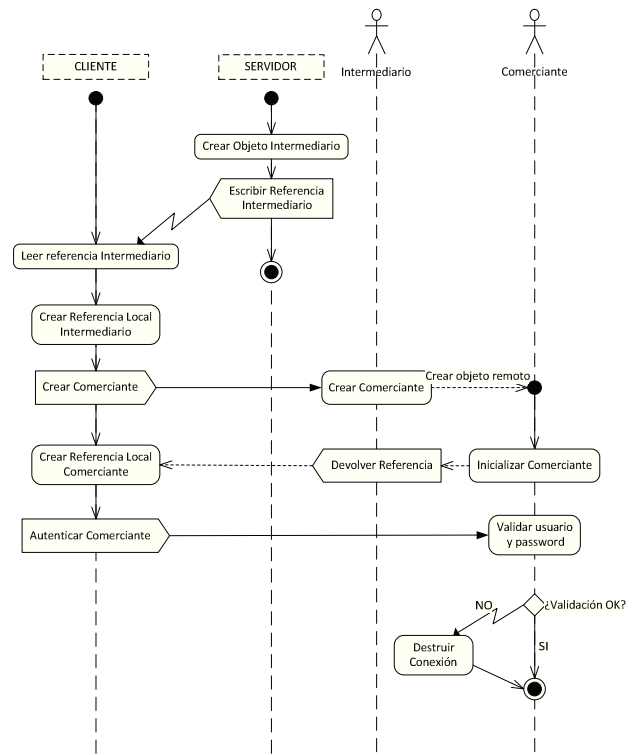 CLIENTE
SERVIDOR
Intermediario
Comerciante
Crear Objeto Intermediario
Escribir Referencia
Intermediario
Leer referencia Intermediario
Crear Referencia Local
Intermediario
Crear Comerciante
Crear Comerciante
Crear objeto remoto
Crear Referencia Local
Comerciante
Devolver Referencia
Inicializar Comerciante
Autenticar Comerciante
Validar usuario
y password
¿Validación OK?
NO
SI
Destruir
Conexión